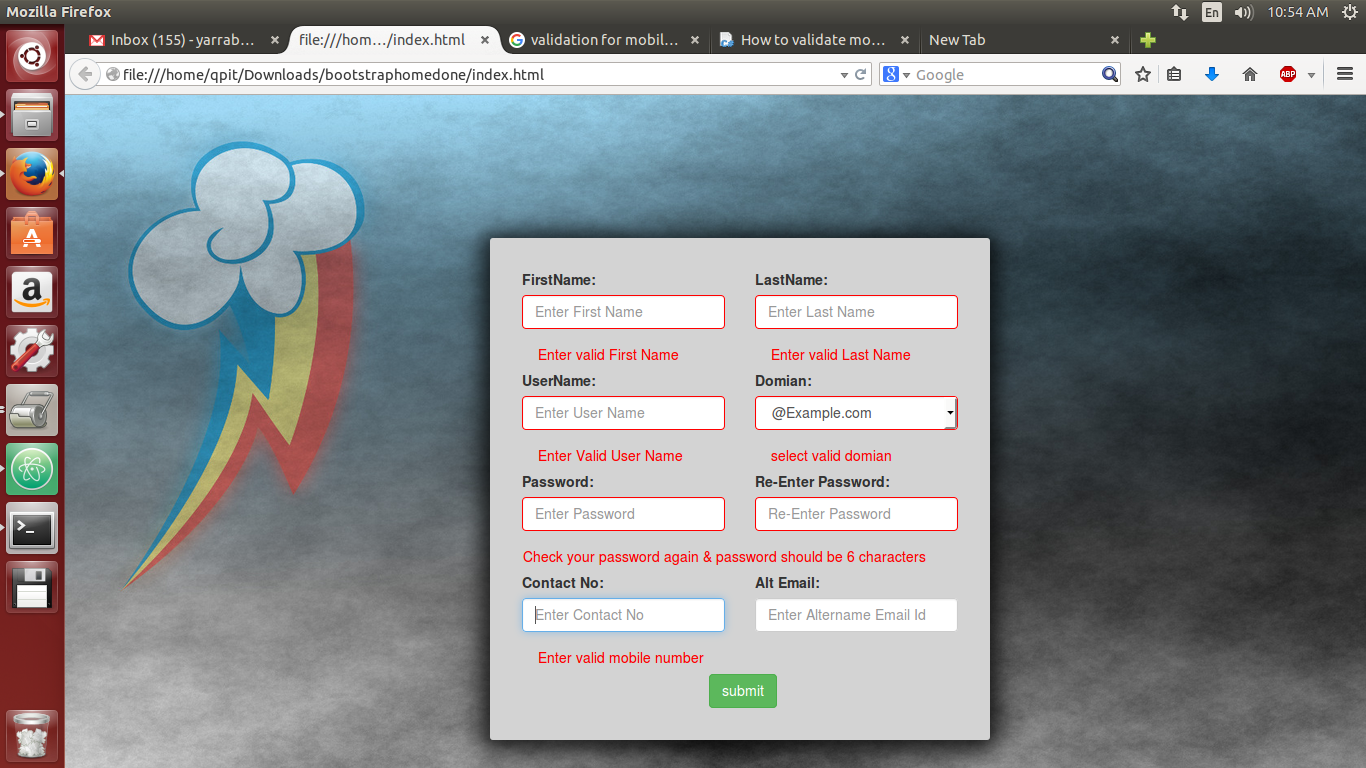 Mozilla Firefox
En
10:54 AM
Inbox (155) - yarrab...
file:///hom.../index.html
validation for mobil...
How to validate mo...
New Tab
file:///home/qpit/Downloads/bootstraphomedone/index.html
Google
ABP
FirstName: LastName:
Enter First Name Enter Last Name
Enter valid First Name Enter valid Last Name
UserName: Domian:
Enter User Name @Example.com
Enter Valid User Name select valid domian
Password: Re-Enter Password:
Enter Password Re-Enter Password
Check your password again & password should be 6 characters
Contact No: Alt Email:
Enter Contact No Enter Altername Email Id
Enter valid mobile number
submit